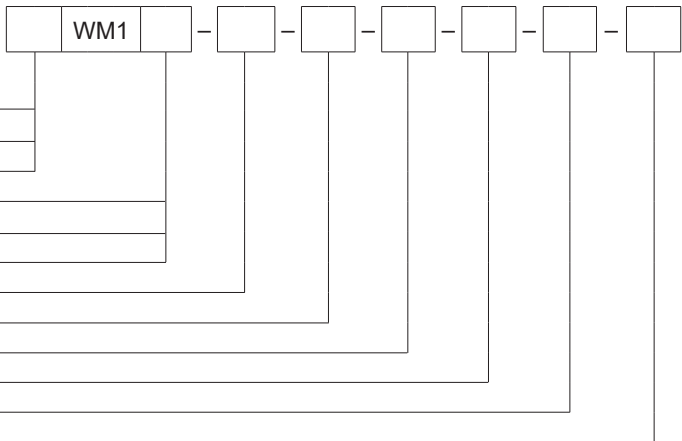 WM1 – – – – – –